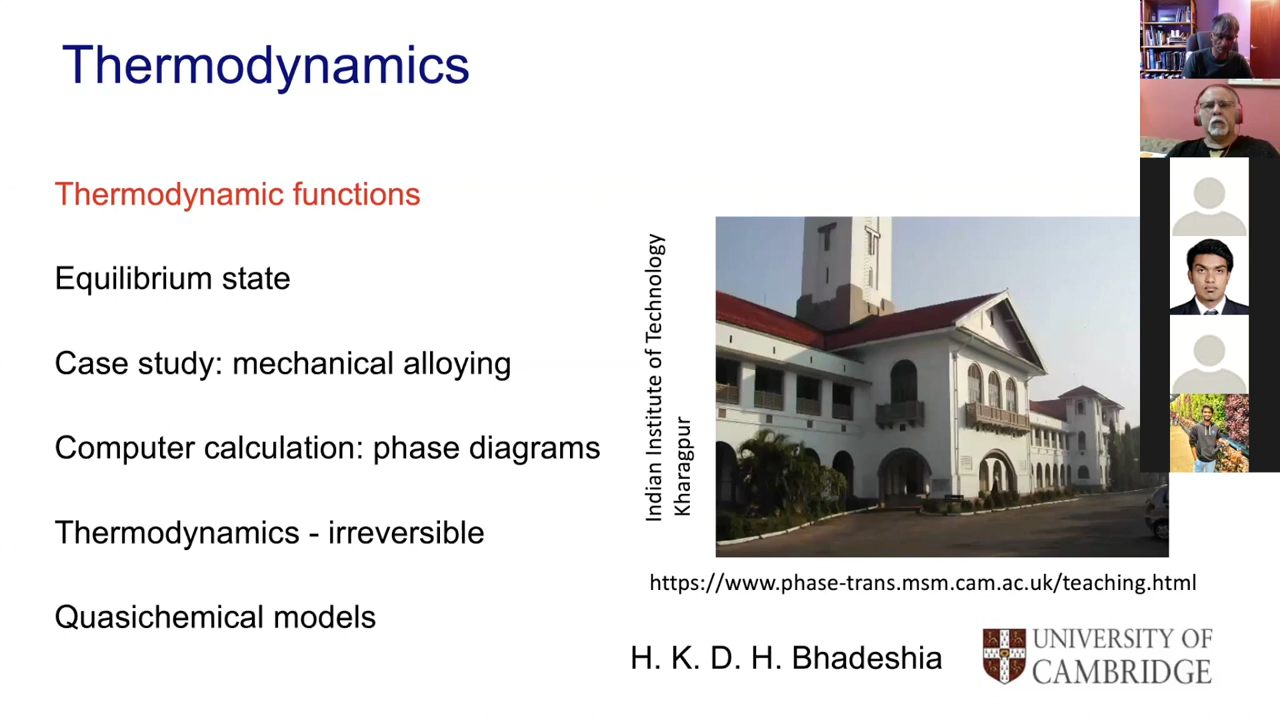 Thermodynamics
Thermodynamic functions
Equilibrium state
Case study: mechanical alloying
Computer calculation: phase diagrams
Thermodynamics - irreversible
Quasichemical models
Indian Institute of Technology
Kharagpur
https://www.phase-trans.msm.cam.ac.uk/teaching.html
H. K. D. H. Bhadeshia
UNIVERSITY OF
CAMBRIDGE